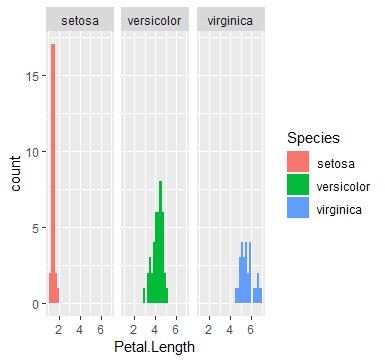 setosa versicolor virginica
15
10
5
0
count
2 4 6 2 4 6 2 4 6
Petal.Length
Species
setosa
versicolor
virginica